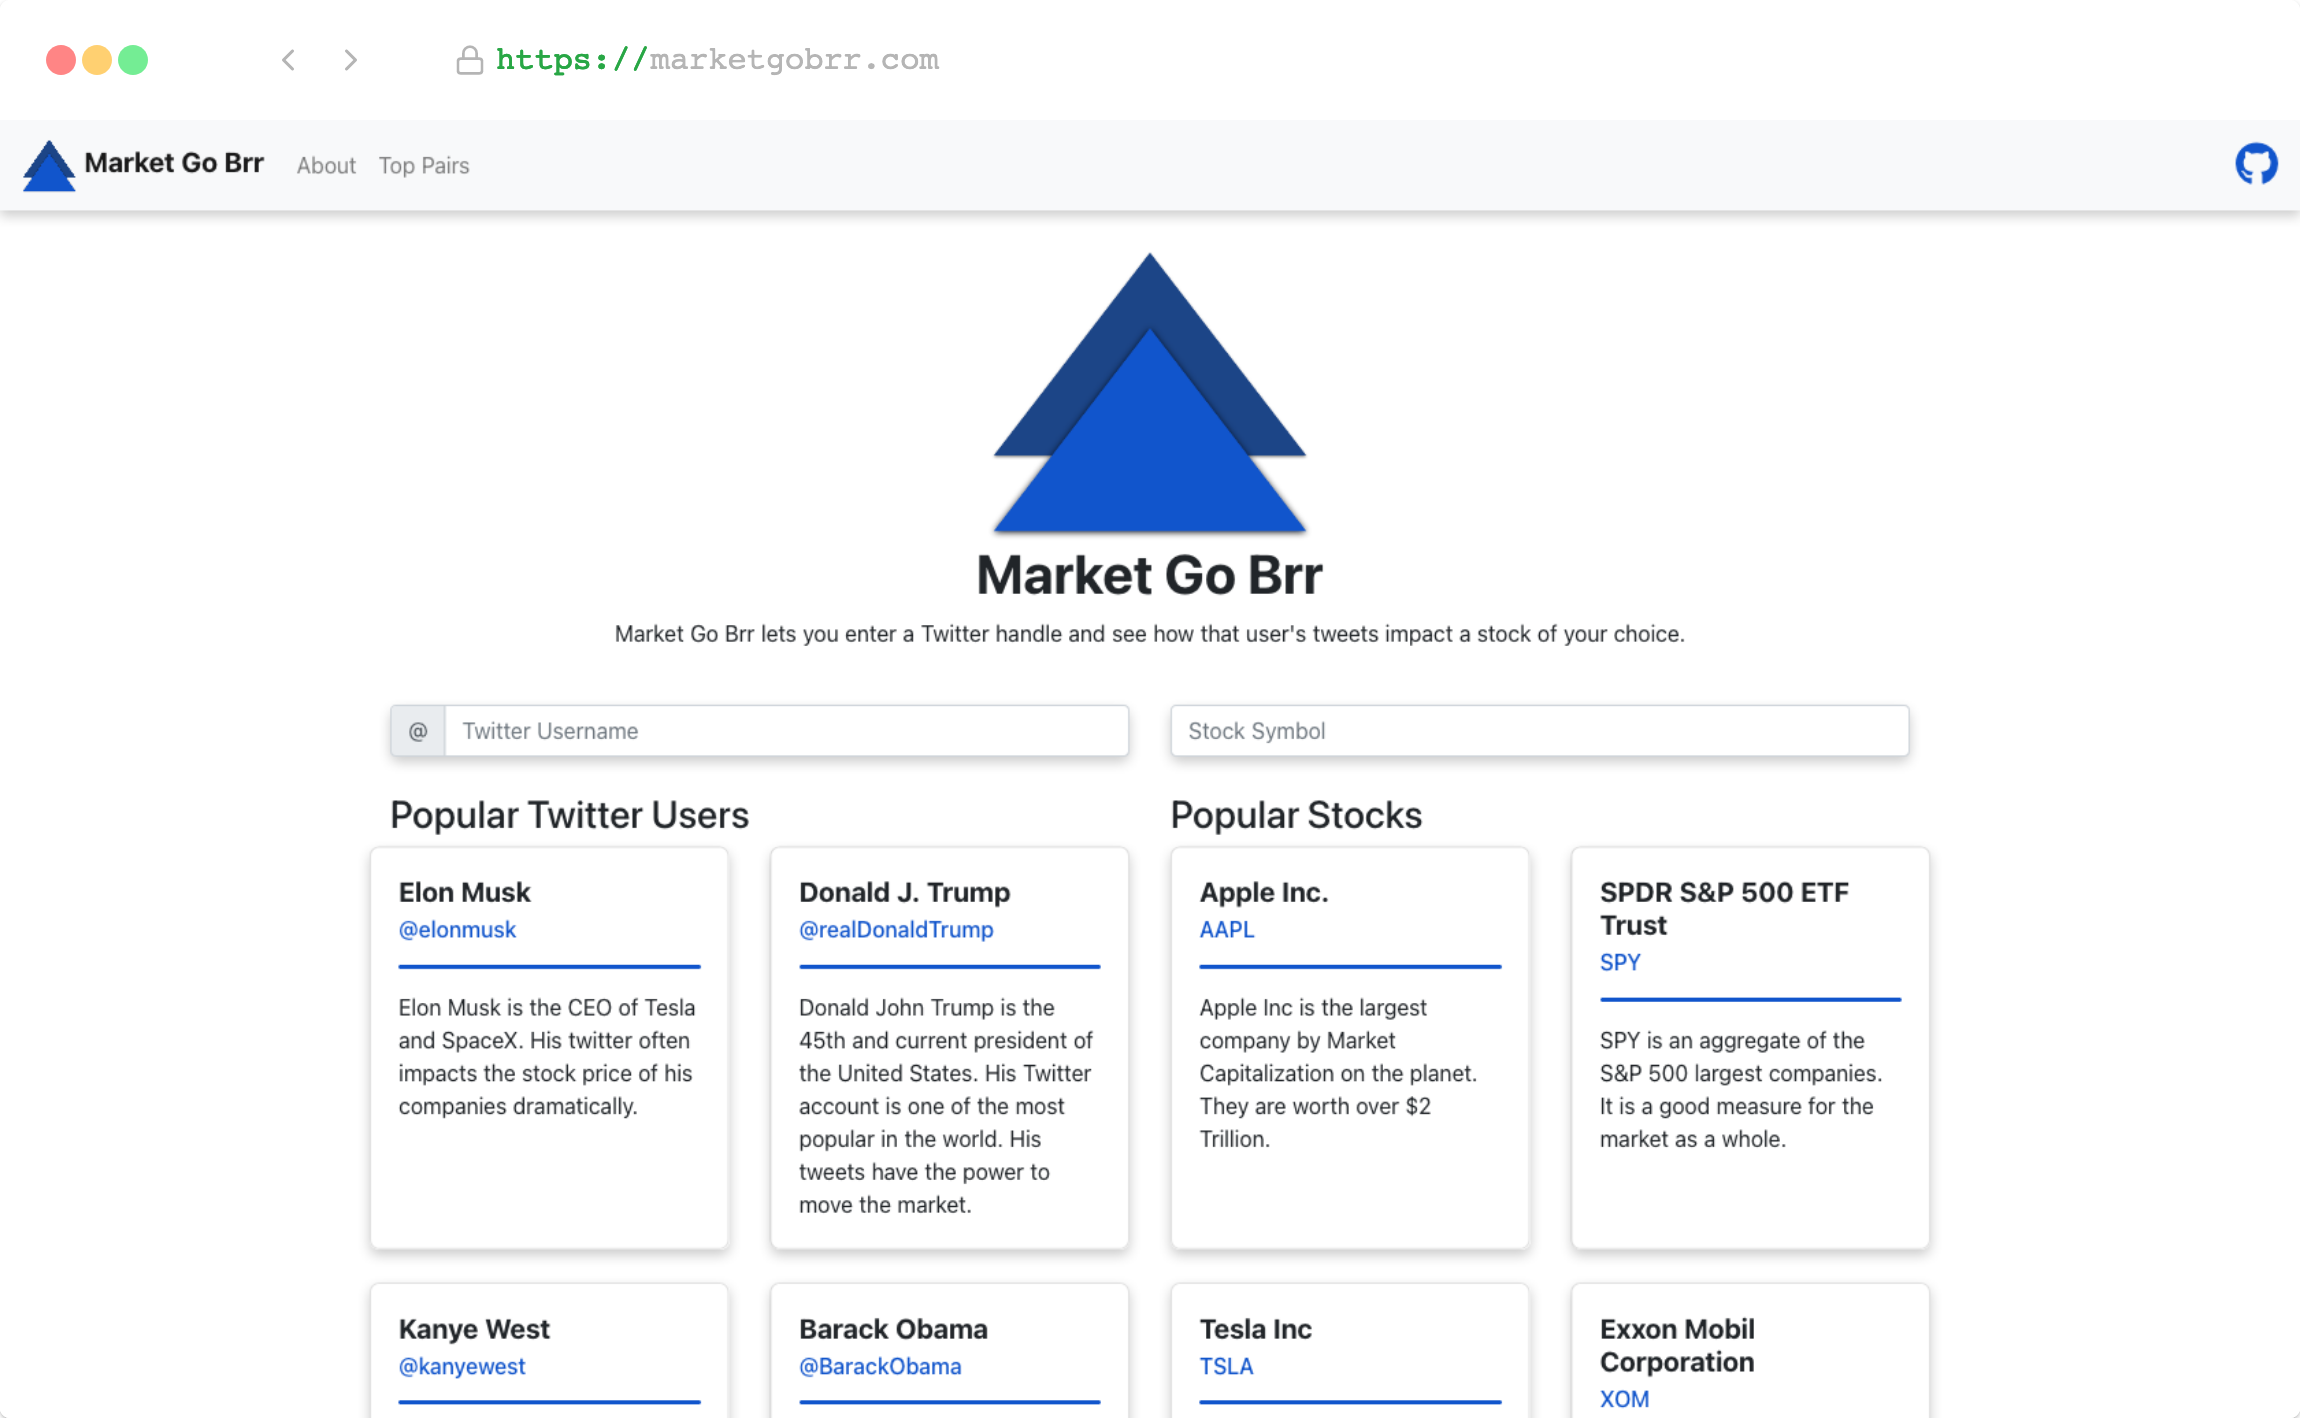 https://marketgobrr.com
Market Go Brr
About
Top Pairs
Market Go Brr
Market Go Brr lets you enter a Twitter handle and see how that user's tweets impact a stock of your choice.
@
Twitter Username
Stock Symbol
Popular Twitter Users
Elon Musk
@elonmusk
Elon Musk is the CEO of Tesla
and SpaceX. His twitter often
impacts the stock price of his
companies dramatically.
Donald J. Trump
@realDonaldTrump
Donald John Trump is the
45th and current president of
the United States. His Twitter
account is one of the most
popular in the world. His
tweets have the power to
move the market.
Kanye West
@kanyewest
Barack Obama
@BarackObama
Popular Stocks
Apple Inc.
AAPL
Apple Inc is the largest
company by Market
Capitalization on the planet.
They are worth over $2
Trillion.
SPDR S&P 500 ETF
Trust
SPY
SPY is an aggregate of the
S&P 500 largest companies.
It is a good measure for the
market as a whole.
Tesla Inc
TSLA
Exxon Mobil
Corporation
XOM